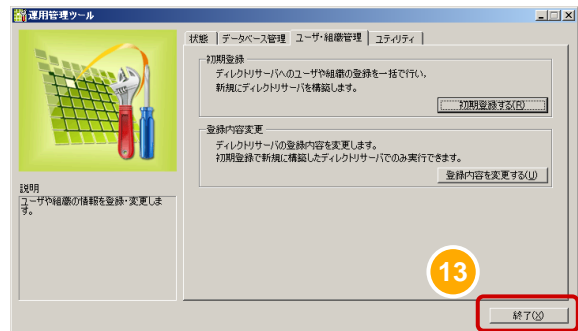 運用管理ツール
状態 データベース管理 ユーザ・組織管理 ユティリティ
初期登録
ディレクトリサーバへのユーザや組織の登録を一括で行い、
新規にディレクトリサーバを構築します。
初期登録する(R)
登録内容変更
ディレクトリサーバの登録内容を変更します。
初期登録で新規に構築したディレクトリサーバでのみ実行できます。
登録内容を変更する(U)
説明
ユーザや組織の情報を登録・変更しま
す。
13
終了(X)